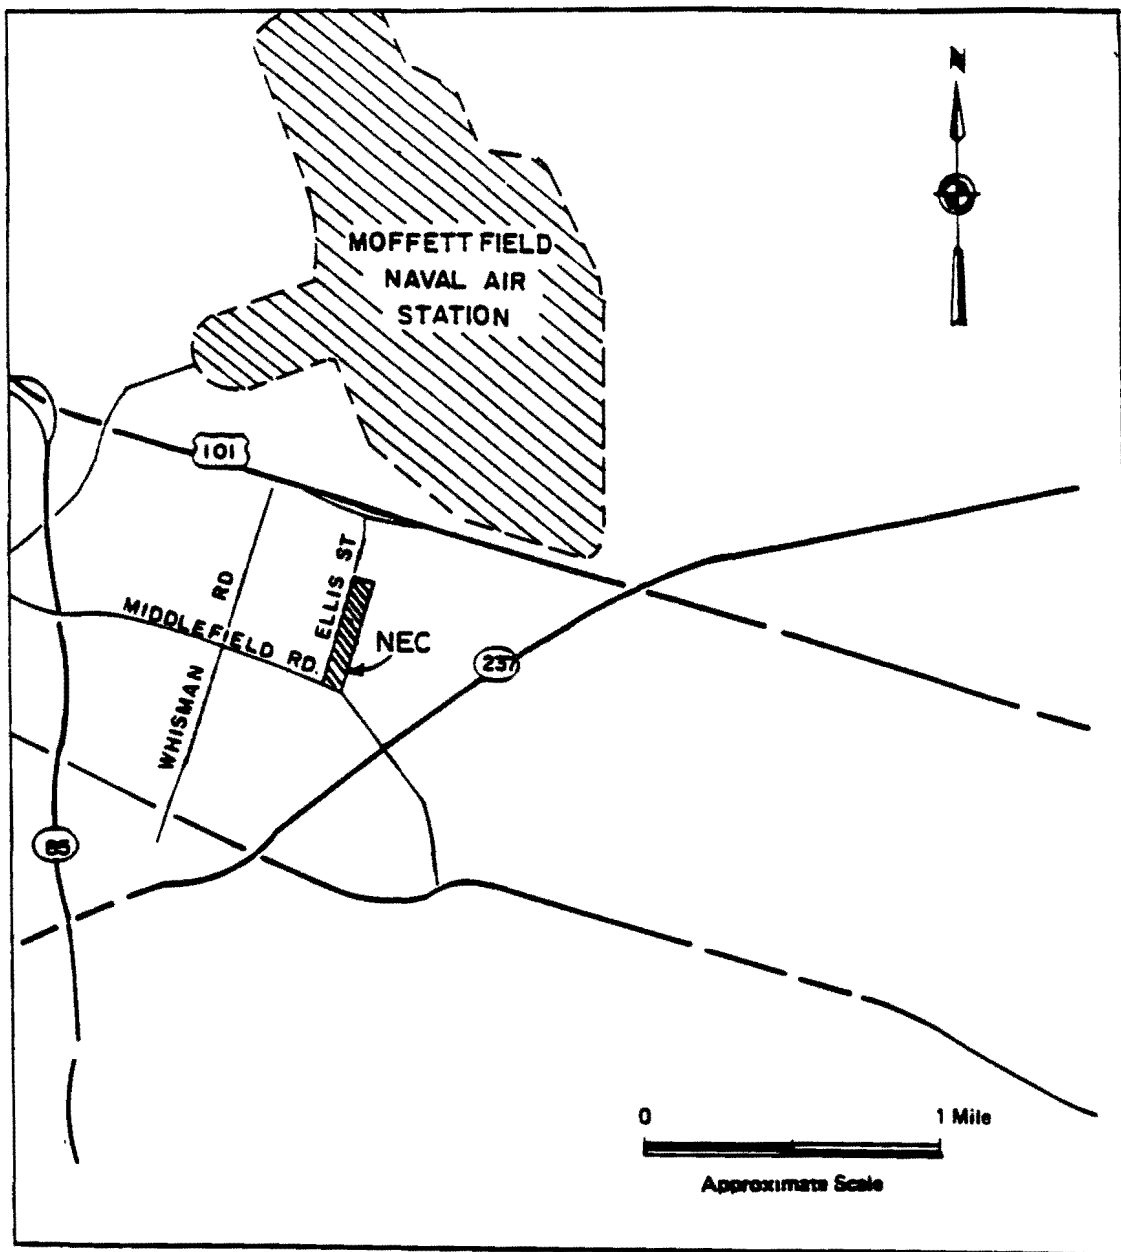 N
MOFFETT FIELD
NAVAL AIR
STATION
101
ELLIS ST
RD
MIDDLEFIELD RD.
NEC
237
WHISMAN
85
0 1 Mile
Approximate Scale